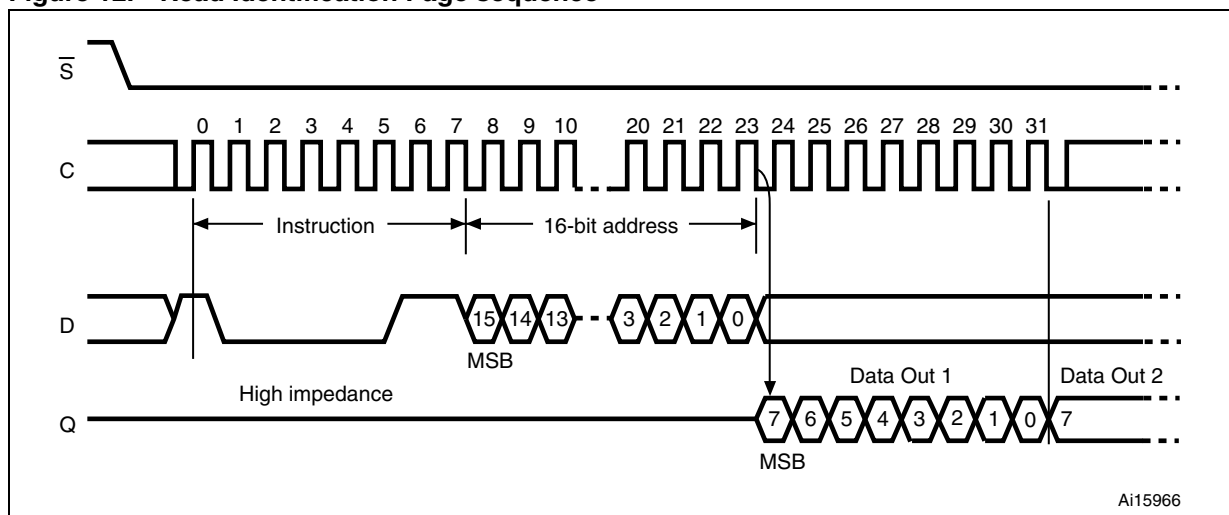 Figure 12. Read Identification Page sequence
S
0 1 2 3 4 5 6 7 8 9 10 20 21 22 23 24 25 26 27 28 29 30 31
C
Instruction 16-bit address
D
15 14 13 3 2 1 0
MSB
Data Out 1 Data Out 2
High impedance
Q
7 6 5 4 3 2 1 0 7
MSB
Ai15966